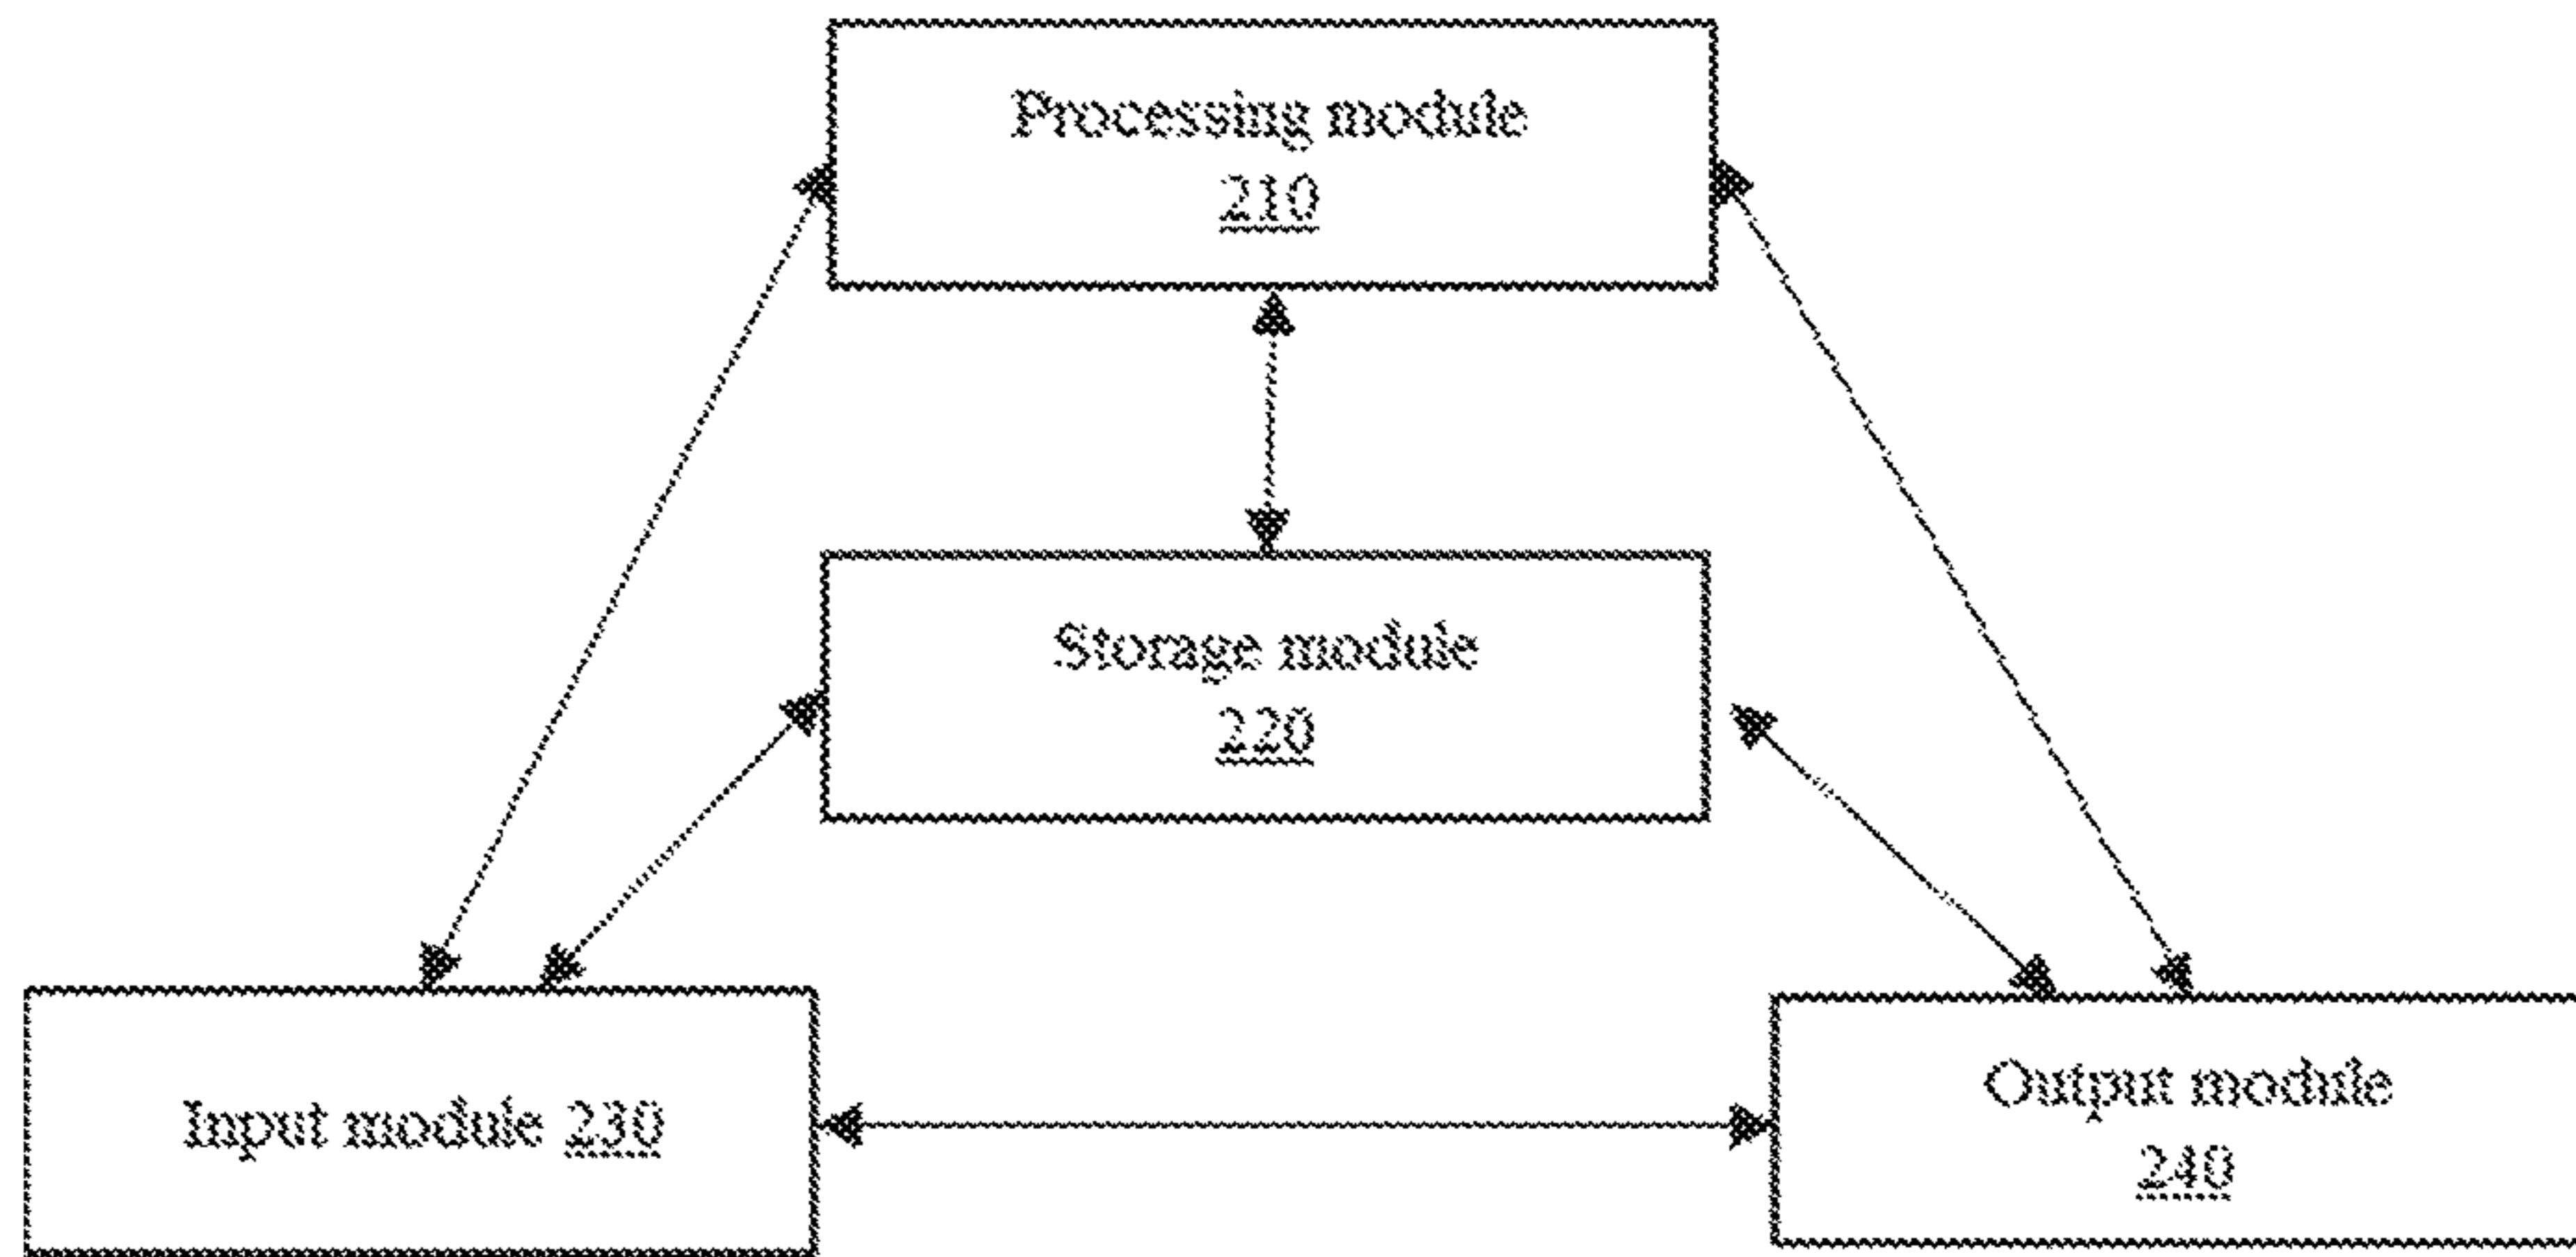 Processing module
210
Storage module
220
Input module 230
Output module
240